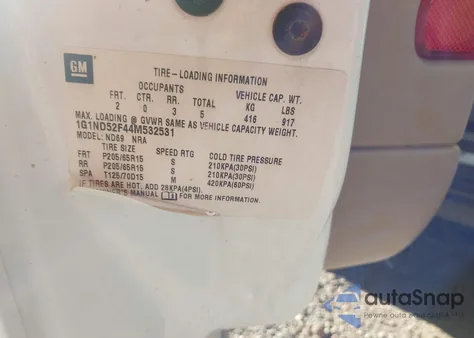 GM
TIRE-LOADING INFORMATION
OCCUPANTS VEHICLE CAP. WT.
FRT. CTR. RR. TOTAL KG LBS
2 0 3 5 416 917
MAX. LOADING @ GVWR SAME AS VEHICLE CAPACITY WEIGHT.
1G1ND52F44M532531
MODEL: ND69 NRA
TIRE SIZE SPEED RTG COLD TIRE PRESSURE
FRT P205/65R15 S 210KPA(30PSI)
RR P205/65R15 S 210KPA(30PSI)
SPA T125/70D15 M 420KPA(60PSI)
IF TIRES ARE HOT, ADD 28KPA(4PSI).
MANUAL FOR MORE INFORMATION.
autoSnap
Pewne auto